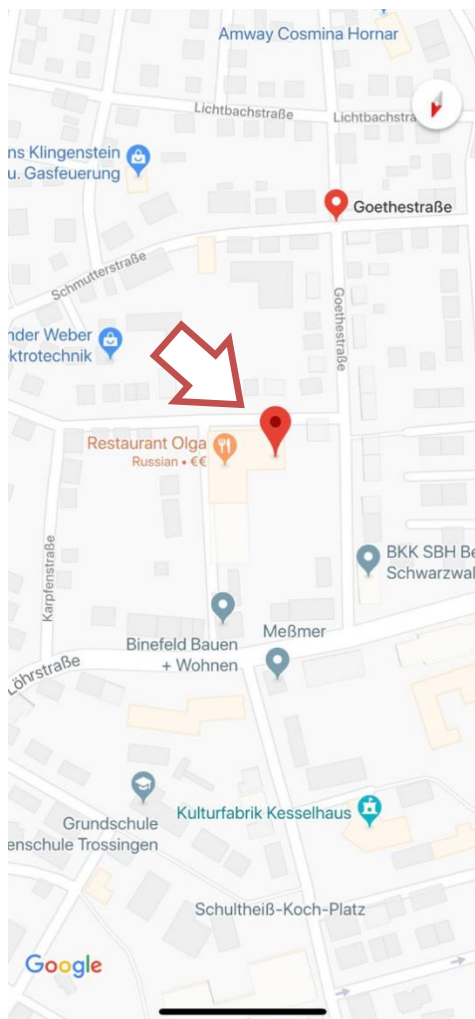 Amway Cosmina Hornar
Lichtbachstraße
Lichtbachstra
ns Klingenstein
u. Gasfeuerung
Goethestraße
Schmutterstraße
Goethestraße
nder Weber
ktrotechnik
Restaurant Olga
Russian • €€
Karpfenstraße
BKK SBH Be
Schwarzwal
Meßmer
Binefeld Bauen
+ Wohnen
Löhrstraße
Kulturfabrik Kesselhaus
Grundschule
enschule Trossingen
Schultheiß-Koch-Platz
Google